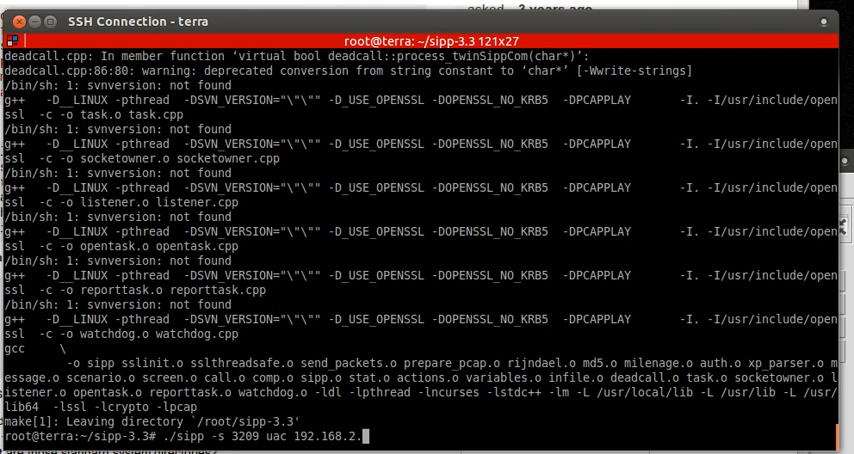 asked 3 years ago
SSH Connection - terra
root@terra: ~/sipp-3.3 121x27
deadcall.cpp: In member function ‘virtual bool deadcall::process_twinSippCom(char*)’:
deadcall.cpp:86:80: warning: deprecated conversion from string constant to ‘char*’ [-Wwrite-strings]
/bin/sh: 1: svnversion: not found
g++   -D__LINUX -pthread  -DSVN_VERSION="\"\"" -D_USE_OPENSSL -DOPENSSL_NO_KRB5  -DPCAPPLAY       -I. -I/usr/include/open
ssl  -c -o task.o task.cpp
/bin/sh: 1: svnversion: not found
g++   -D__LINUX -pthread  -DSVN_VERSION="\"\"" -D_USE_OPENSSL -DOPENSSL_NO_KRB5  -DPCAPPLAY       -I. -I/usr/include/open
ssl  -c -o socketowner.o socketowner.cpp
/bin/sh: 1: svnversion: not found
g++   -D__LINUX -pthread  -DSVN_VERSION="\"\"" -D_USE_OPENSSL -DOPENSSL_NO_KRB5  -DPCAPPLAY       -I. -I/usr/include/open
ssl  -c -o listener.o listener.cpp
/bin/sh: 1: svnversion: not found
g++   -D__LINUX -pthread  -DSVN_VERSION="\"\"" -D_USE_OPENSSL -DOPENSSL_NO_KRB5  -DPCAPPLAY       -I. -I/usr/include/open
ssl  -c -o opentask.o opentask.cpp
/bin/sh: 1: svnversion: not found
g++   -D__LINUX -pthread  -DSVN_VERSION="\"\"" -D_USE_OPENSSL -DOPENSSL_NO_KRB5  -DPCAPPLAY       -I. -I/usr/include/open
ssl  -c -o reporttask.o reporttask.cpp
/bin/sh: 1: svnversion: not found
g++   -D__LINUX -pthread  -DSVN_VERSION="\"\"" -D_USE_OPENSSL -DOPENSSL_NO_KRB5  -DPCAPPLAY       -I. -I/usr/include/open
ssl  -c -o watchdog.o watchdog.cpp
gcc     \
         -o sipp sslinit.o sslthreadsafe.o send_packets.o prepare_pcap.o rijndael.o md5.o milenage.o auth.o xp_parser.o m
essage.o scenario.o screen.o call.o comp.o sipp.o stat.o actions.o variables.o infile.o deadcall.o task.o socketowner.o l
istener.o opentask.o reporttask.o watchdog.o -ldl -lpthread -lncurses -lstdc++ -lm -L /usr/local/lib -L /usr/lib -L /usr/
lib64  -lssl -lcrypto -lpcap
make[1]: Leaving directory `/root/sipp-3.3'
root@terra:~/sipp-3.3# ./sipp -s 3209 uac 192.168.2.